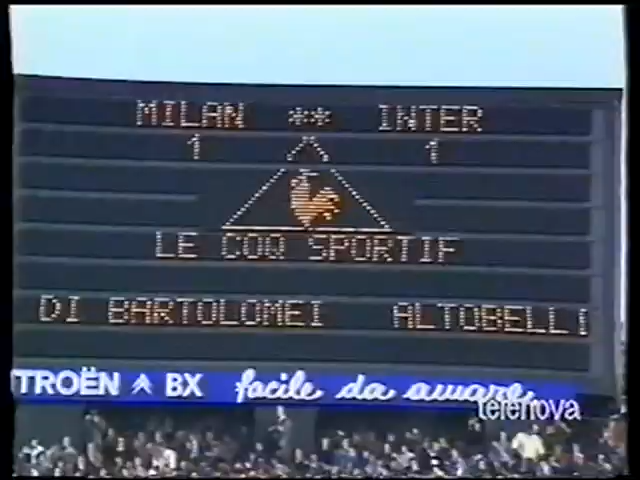 MILAN ** INTER
1 1
LE COQ SPORTIF
DI BARTOLOMEI ALTOBELLI
TROËN BX facile da amare
telenova